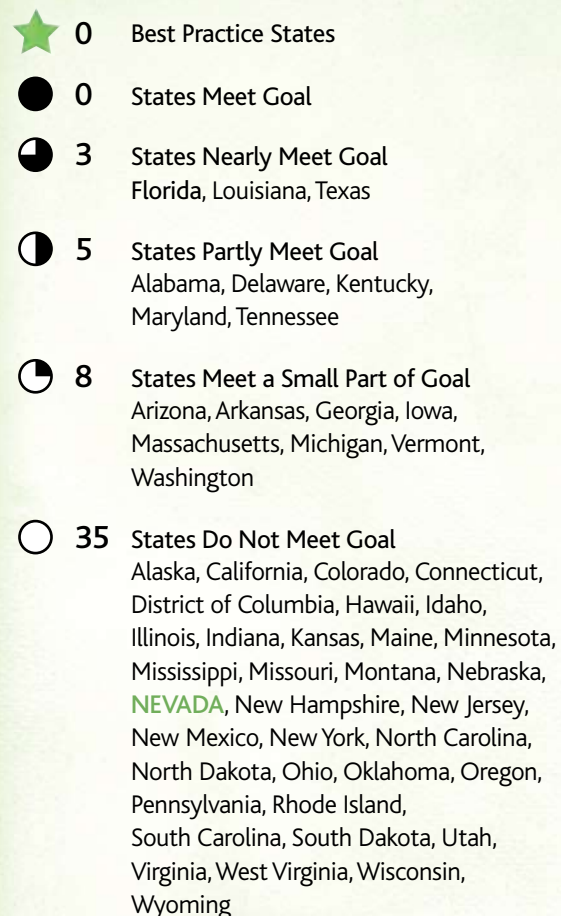 0 Best Practice States
0 States Meet Goal
3 States Nearly Meet Goal
Florida, Louisiana, Texas
5 States Partly Meet Goal
Alabama, Delaware, Kentucky,
Maryland, Tennessee
8 States Meet a Small Part of Goal
Arizona, Arkansas, Georgia, Iowa,
Massachusetts, Michigan, Vermont,
Washington
35 States Do Not Meet Goal
Alaska, California, Colorado, Connecticut,
District of Columbia, Hawaii, Idaho,
Illinois, Indiana, Kansas, Maine, Minnesota,
Mississippi, Missouri, Montana, Nebraska,
NEVADA, New Hampshire, New Jersey,
New Mexico, New York, North Carolina,
North Dakota, Ohio, Oklahoma, Oregon,
Pennsylvania, Rhode Island,
South Carolina, South Dakota, Utah,
Virginia, West Virginia, Wisconsin,
Wyoming